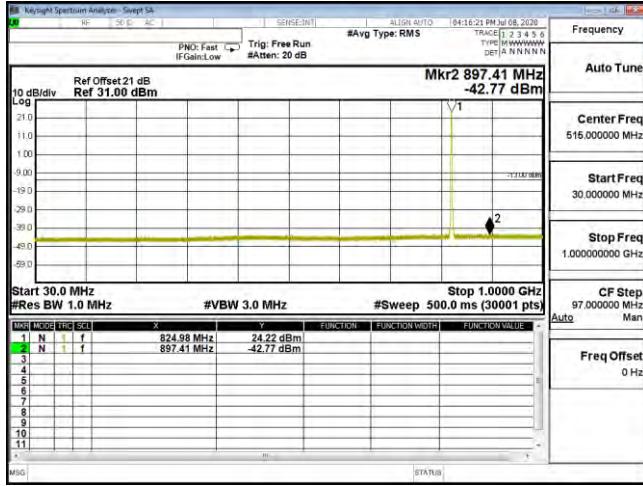 Keysight Spectrum Analyzer - Swept SA
RF 50 Ω AC SENSE:INT ALIGN AUTO 04:16:21 PM Jul 08, 2020
#Avg Type: RMS
TRACE 1 2 3 4 5 6
TYPE M WWWWW
DET A N N N N N
PNO: Fast
IFGain:Low
Trig: Free Run
#Atten: 20 dB
Frequency
Auto Tune
Center Freq
515.000000 MHz
Start Freq
30.000000 MHz
Stop Freq
1.000000000 GHz
CF Step
97.000000 MHz
Auto Man
Freq Offset
0 Hz
Mkr2 897.41 MHz
-42.77 dBm
Ref Offset 21 dB
10 dB/div Ref 31.00 dBm
Log
21.0
11.0
1.00
-9.00
-13.00 dBm
-19.0
-29.0
-39.0
-49.0
-59.0
1
2
Start 30.0 MHz Stop 1.0000 GHz
#Res BW 1.0 MHz #VBW 3.0 MHz #Sweep 500.0 ms (30001 pts)
MKR MODE TRC SCL X Y FUNCTION FUNCTION WIDTH FUNCTION VALUE
1 N 1 f 824.98 MHz 24.22 dBm
2 N 1 f 897.41 MHz -42.77 dBm
3
4
5
6
7
8
9
10
11
MSG STATUS